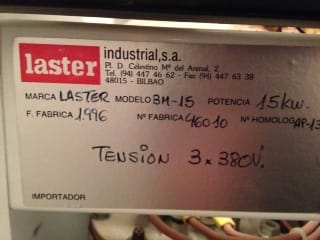 laster
industrial,s.a.
Pl. D. Celestino Mª del Arenal, 2
Tel. (94) 447 46 62 - Fax (94) 447 63 38
48015 - BILBAO
MARCA LASTER MODELO BM-15 POTENCIA 15Kw.
F. FABRICA 1996 Nº FABRICA 46010 Nº HOMOLOG AP-13
TENSION 3 x 380V.
IMPORTADOR